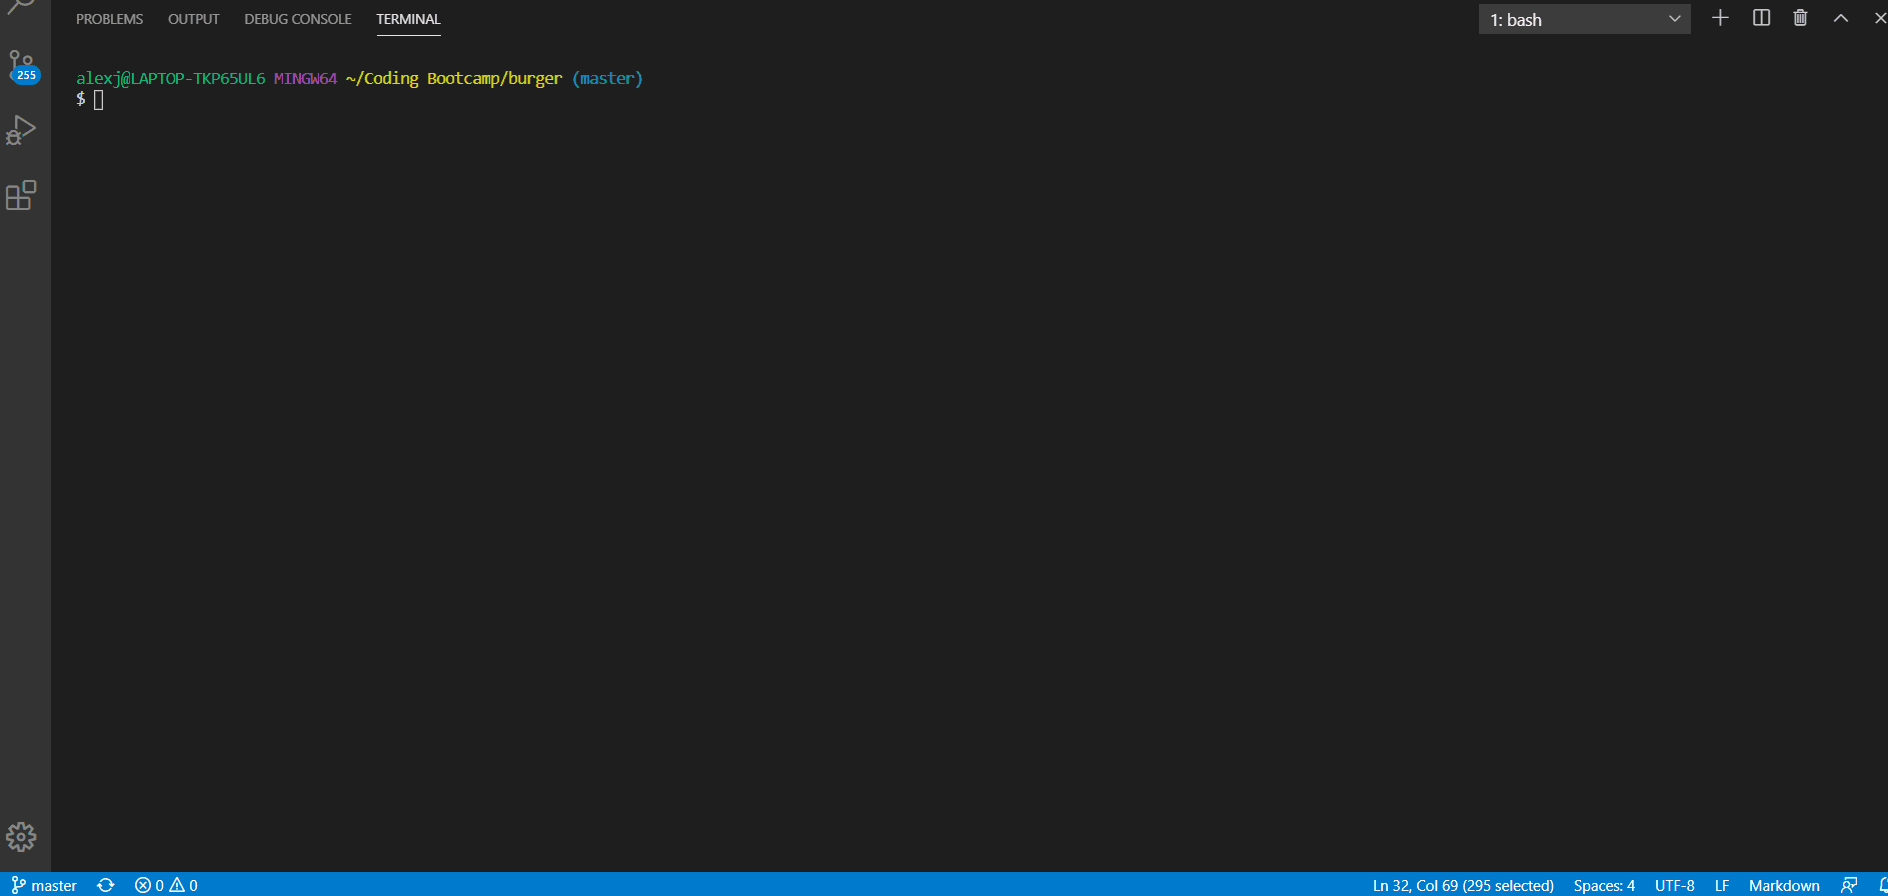 PROBLEMS OUTPUT DEBUG CONSOLE TERMINAL 1: bash
255
alexj@LAPTOP-TKP65UL6 MINGW64 ~/Coding Bootcamp/burger (master)
$
master 0 0 Ln 32, Col 69 (295 selected) Spaces: 4 UTF-8 LF Markdown